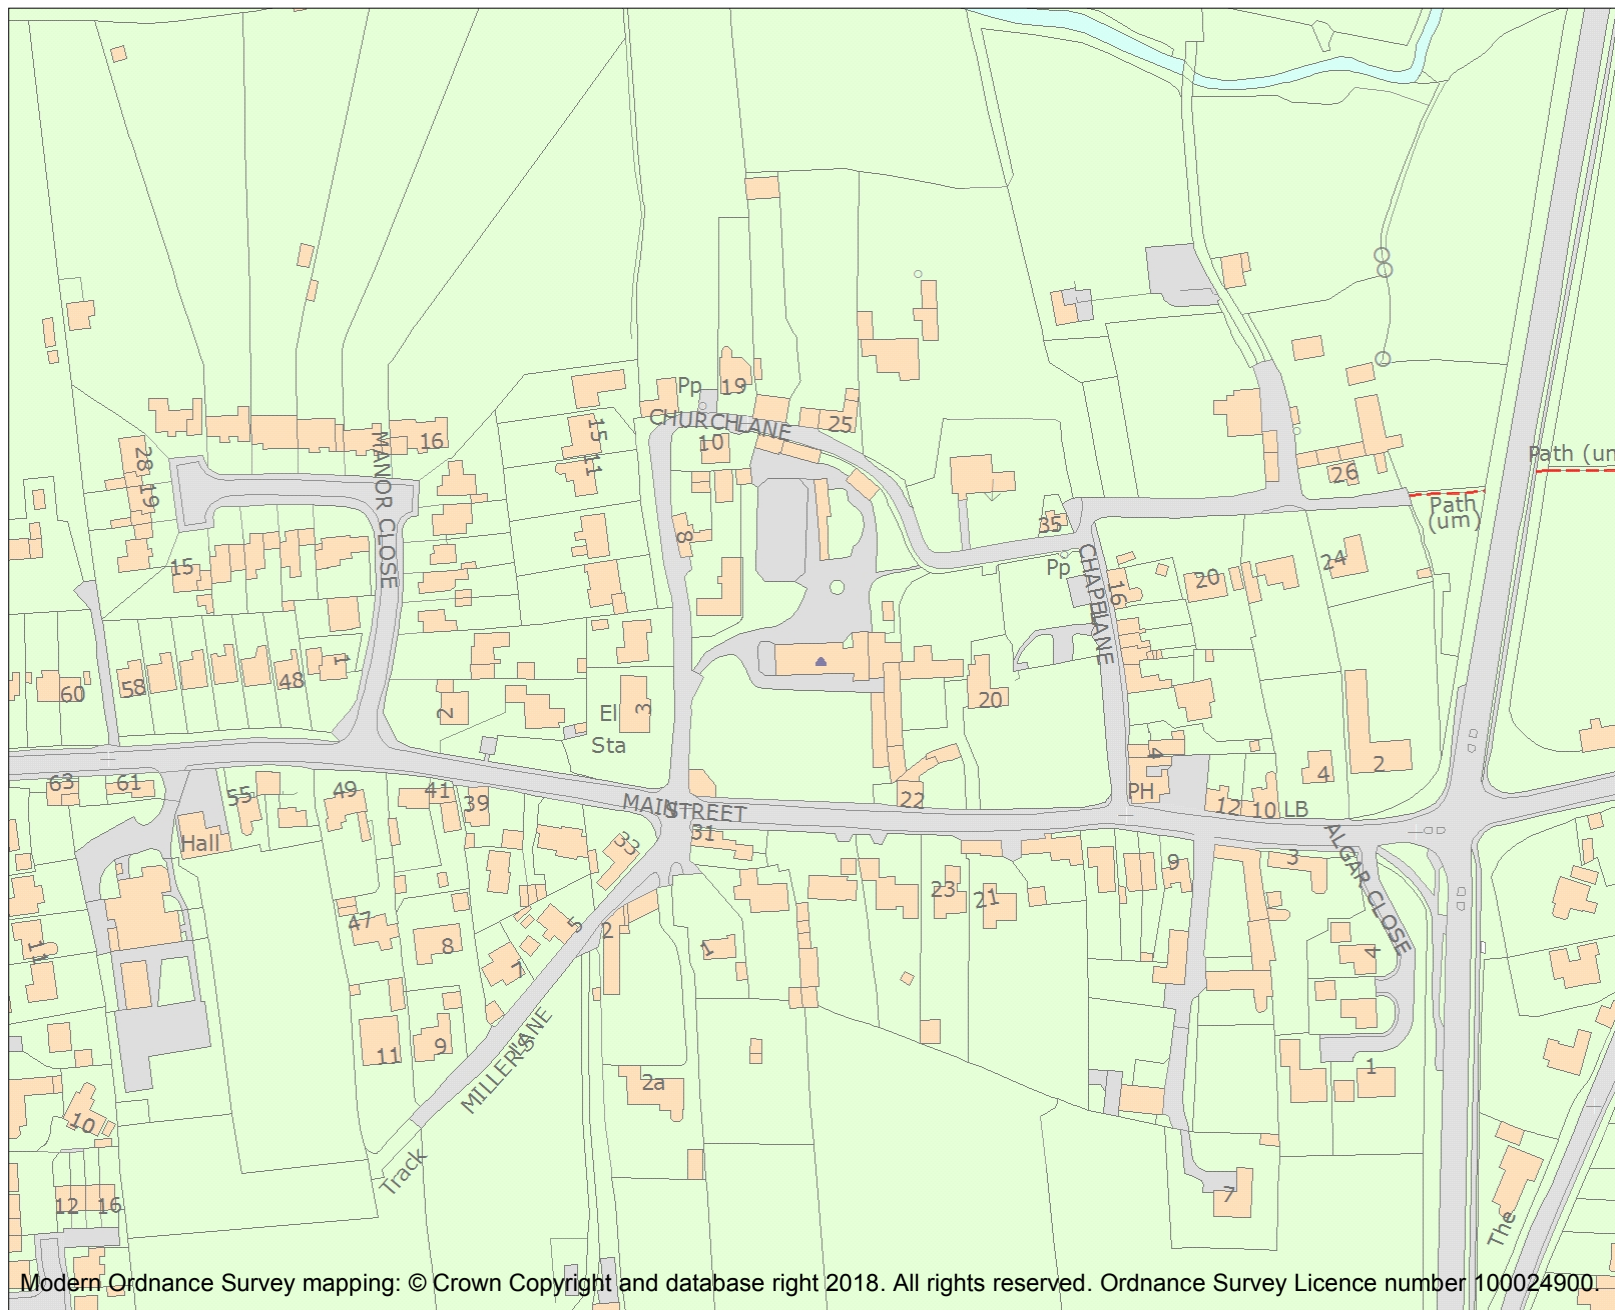 Pp
19
CHURCH LANE
25
10
MANOR CLOSE
16
15
11
28
19
Path (un
26
Path
(um)
35
Pp
CHAPEL LANE
16
20
24
8
15
1
60
58
48
2
El
Sta
3
20
4
PH
12
10
LB
4
2
63
61
55
49
41
39
MAIN STREET
22
31
33
Hall
ALGAR CLOSE
3
9
23
21
47
8
5
2
1
7
4
11
11
9
MILLER'S LANE
2a
1
10
Track
12
16
7
The
Modern Ordnance Survey mapping: © Crown Copyright and database right 2018. All rights reserved. Ordnance Survey Licence number 100024900.